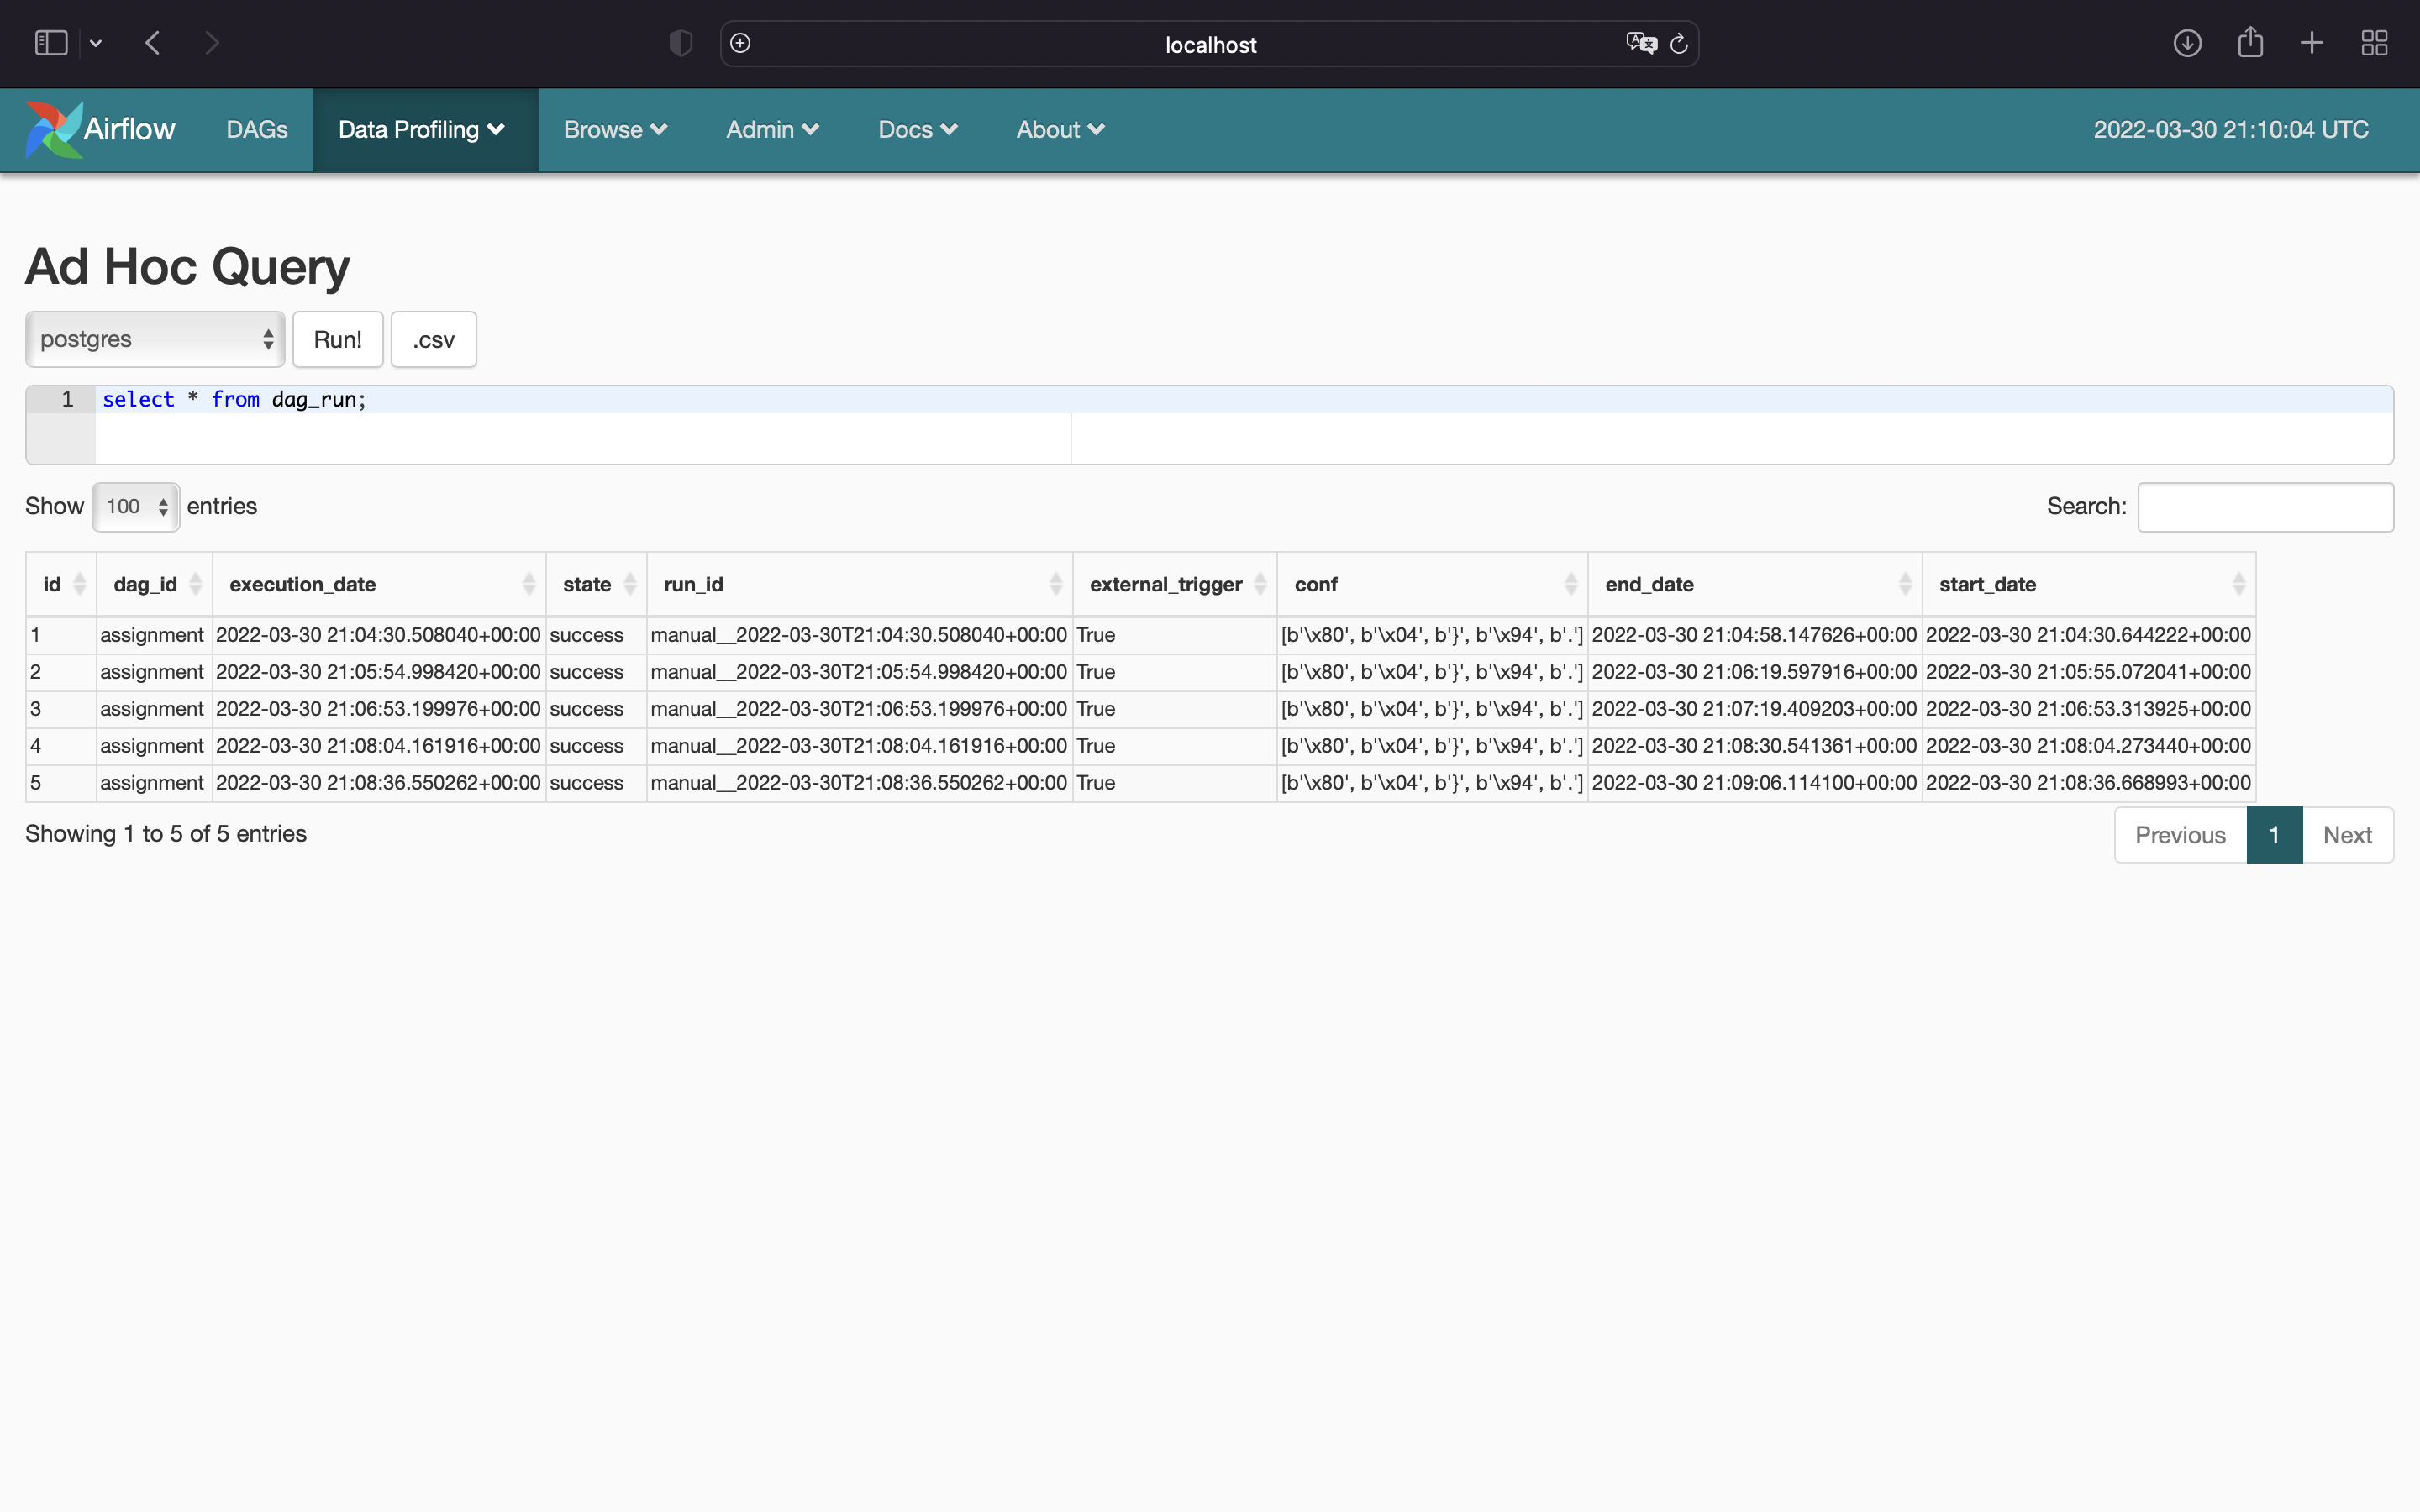 localhost
Airflow DAGs Data Profiling Browse Admin Docs About 2022-03-30 21:10:04 UTC
Ad Hoc Query
postgres Run! .csv
1 select * from dag_run;
Show 100 entries Search:
id dag_id execution_date state run_id external_trigger conf end_date start_date
1 assignment 2022-03-30 21:04:30.508040+00:00 success manual__2022-03-30T21:04:30.508040+00:00 True [b'\x80', b'\x04', b'}', b'\x94', b'.'] 2022-03-30 21:04:58.147626+00:00 2022-03-30 21:04:30.644222+00:00
2 assignment 2022-03-30 21:05:54.998420+00:00 success manual__2022-03-30T21:05:54.998420+00:00 True [b'\x80', b'\x04', b'}', b'\x94', b'.'] 2022-03-30 21:06:19.597916+00:00 2022-03-30 21:05:55.072041+00:00
3 assignment 2022-03-30 21:06:53.199976+00:00 success manual__2022-03-30T21:06:53.199976+00:00 True [b'\x80', b'\x04', b'}', b'\x94', b'.'] 2022-03-30 21:07:19.409203+00:00 2022-03-30 21:06:53.313925+00:00
4 assignment 2022-03-30 21:08:04.161916+00:00 success manual__2022-03-30T21:08:04.161916+00:00 True [b'\x80', b'\x04', b'}', b'\x94', b'.'] 2022-03-30 21:08:30.541361+00:00 2022-03-30 21:08:04.273440+00:00
5 assignment 2022-03-30 21:08:36.550262+00:00 success manual__2022-03-30T21:08:36.550262+00:00 True [b'\x80', b'\x04', b'}', b'\x94', b'.'] 2022-03-30 21:09:06.114100+00:00 2022-03-30 21:08:36.668993+00:00
Showing 1 to 5 of 5 entries Previous 1 Next